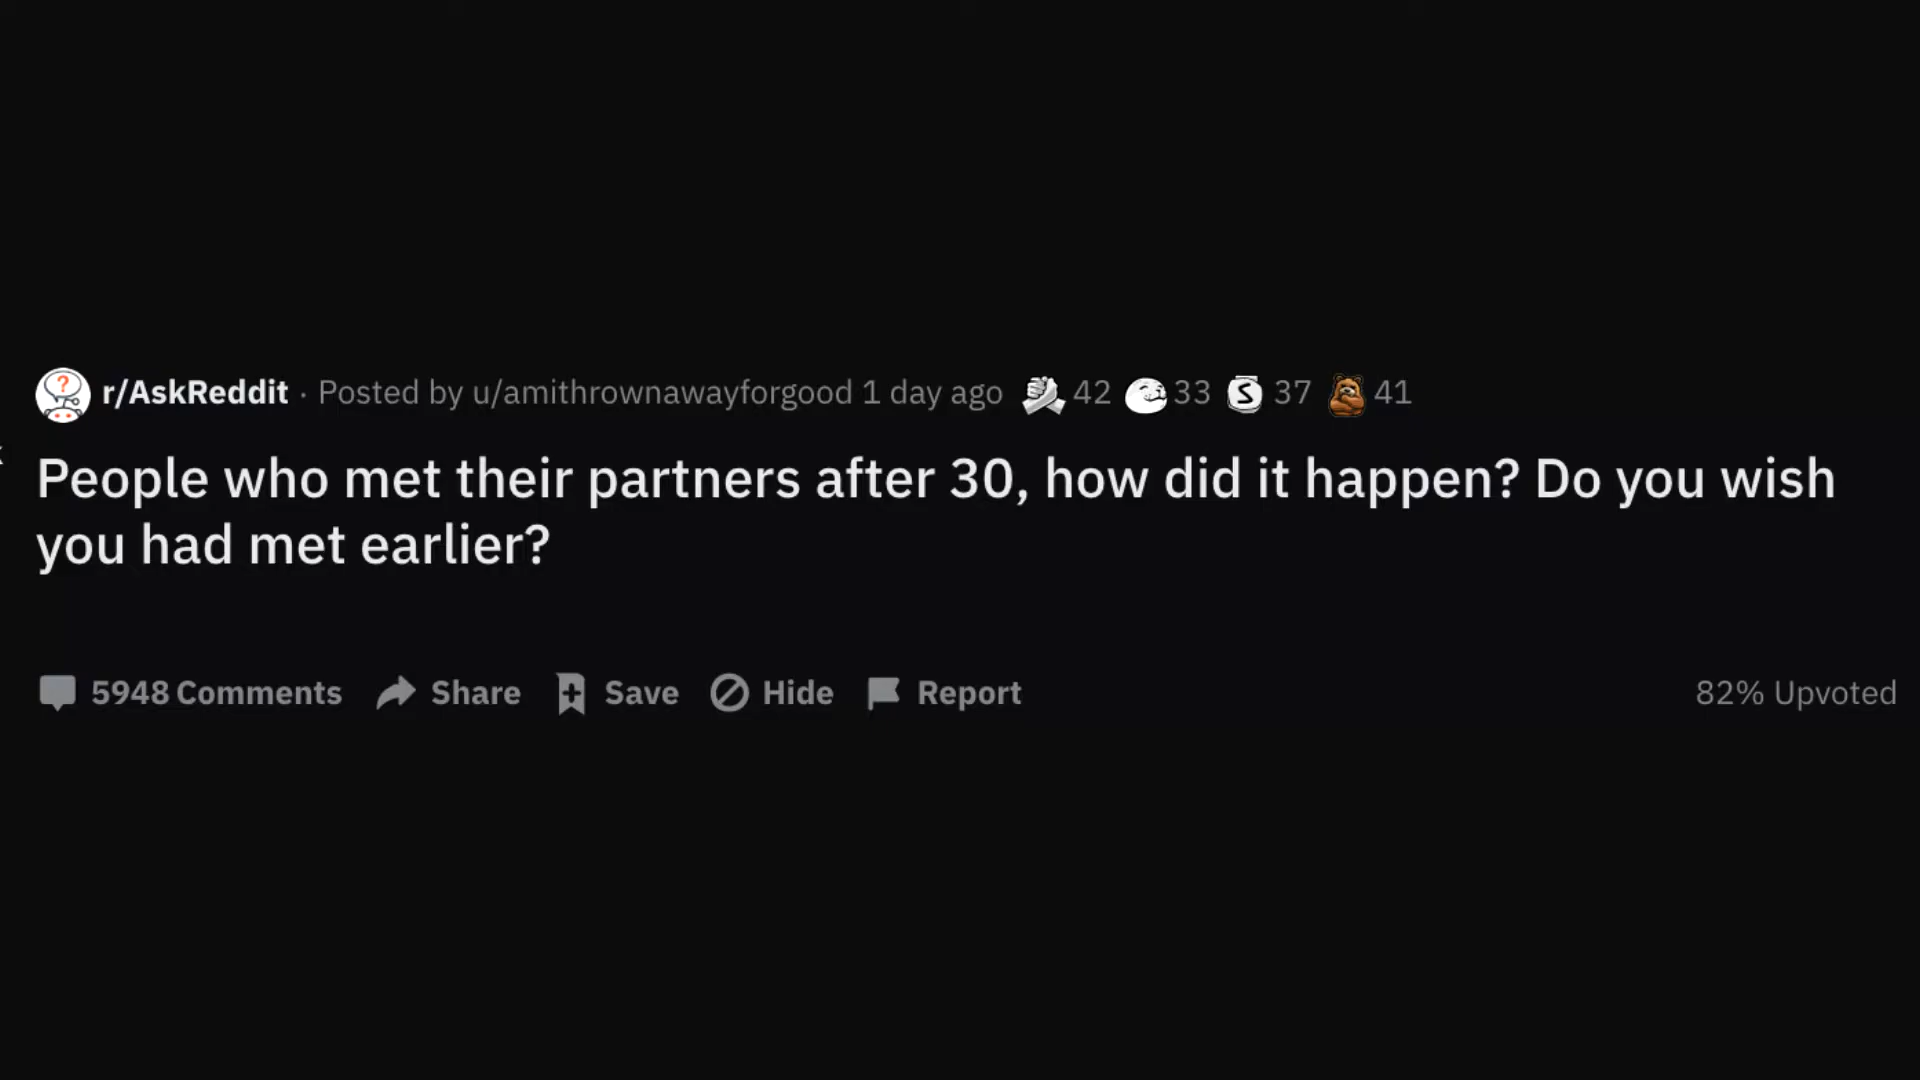 r/AskReddit · Posted by u/amithrownawayforgood 1 day ago 42 33 S 37 41
People who met their partners after 30, how did it happen? Do you wish
you had met earlier?
5948 Comments Share Save Hide Report 82% Upvoted